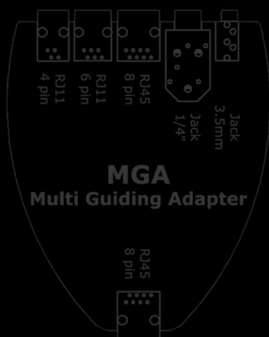 RJ11
4 pin
RJ11
6 pin
RJ45
8 pin
Jack
1/4"
Jack
3.5mm
MGA
Multi Guiding Adapter
RJ45
8 pin